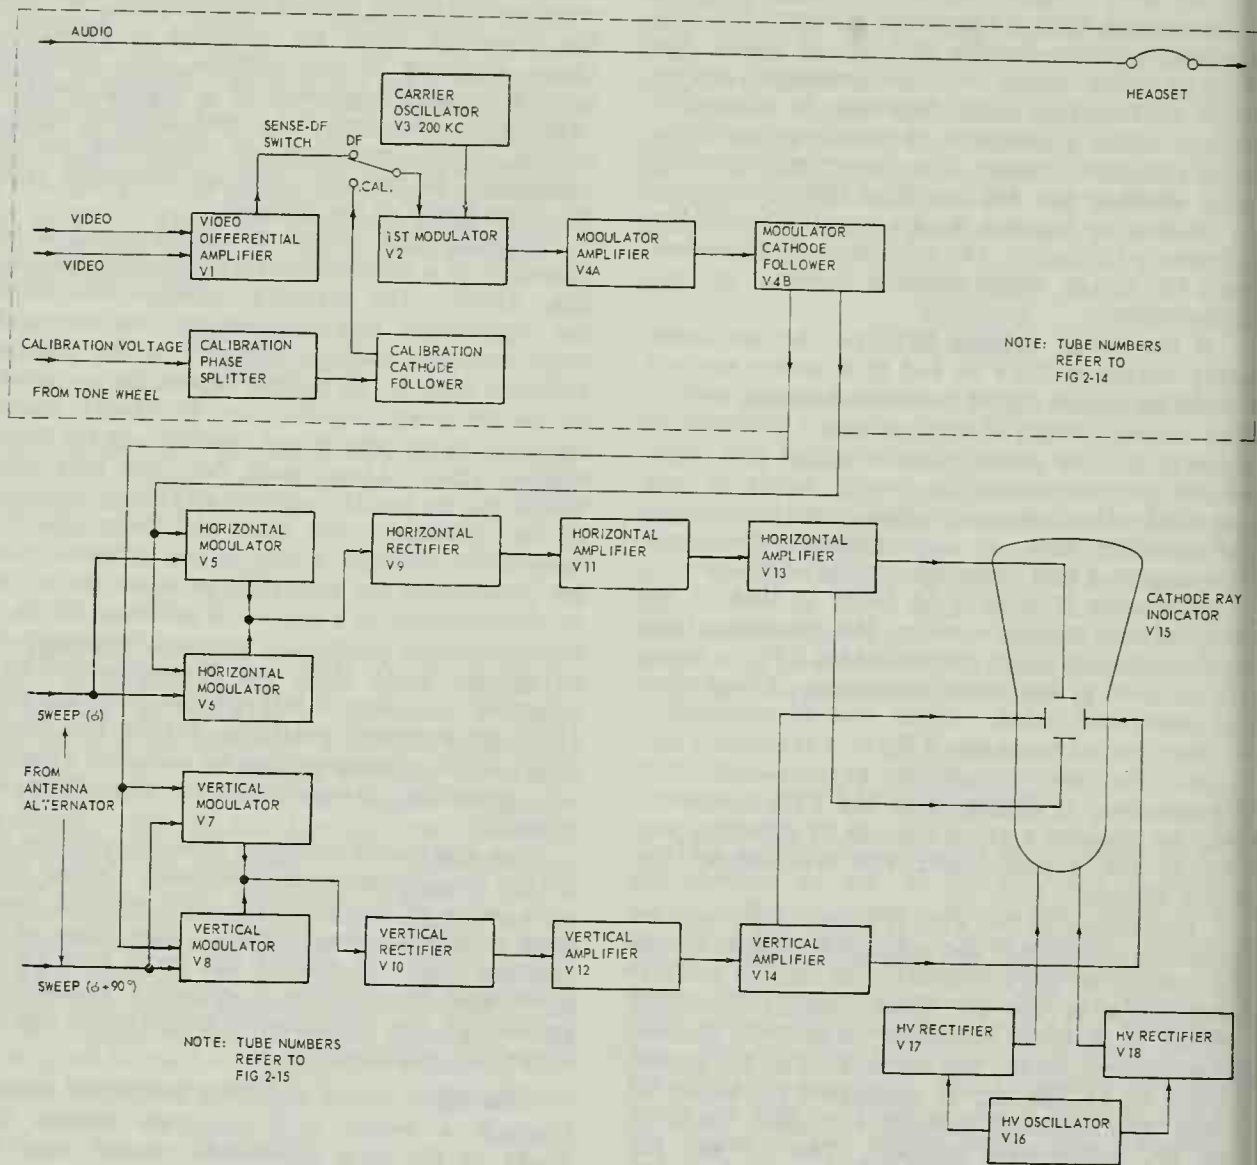 AUDIO
HEADSET
CARRIER
OSCILLATOR
V3 200 KC
SENSE-DF
SWITCH
DF
CAL.
VIDEO
VIDEO
VIDEO
DIFFERENTIAL
AMPLIFIER
V1
1ST MODULATOR
V2
MODULATOR
AMPLIFIER
V4A
MODULATOR
CATHODE
FOLLOWER
V4B
CALIBRATION VOLTAGE
FROM TONE WHEEL
CALIBRATION
PHASE
SPLITTER
CALIBRATION
CATHODE
FOLLOWER
NOTE: TUBE NUMBERS
REFER TO
FIG 2-14
HORIZONTAL
MODULATOR
V5
HORIZONTAL
RECTIFIER
V9
HORIZONTAL
AMPLIFIER
V11
HORIZONTAL
AMPLIFIER
V13
CATHODE RAY
INDICATOR
V15
HORIZONTAL
MODULATOR
V6
SWEEP (ϭ)
FROM
ANTENNA
ALTERNATOR
VERTICAL
MODULATOR
V7
VERTICAL
MODULATOR
V8
VERTICAL
RECTIFIER
V10
VERTICAL
AMPLIFIER
V12
VERTICAL
AMPLIFIER
V14
SWEEP (ϭ+90°)
NOTE: TUBE NUMBERS
REFER TO
FIG 2-15
HV RECTIFIER
V17
HV RECTIFIER
V18
HV OSCILLATOR
V16